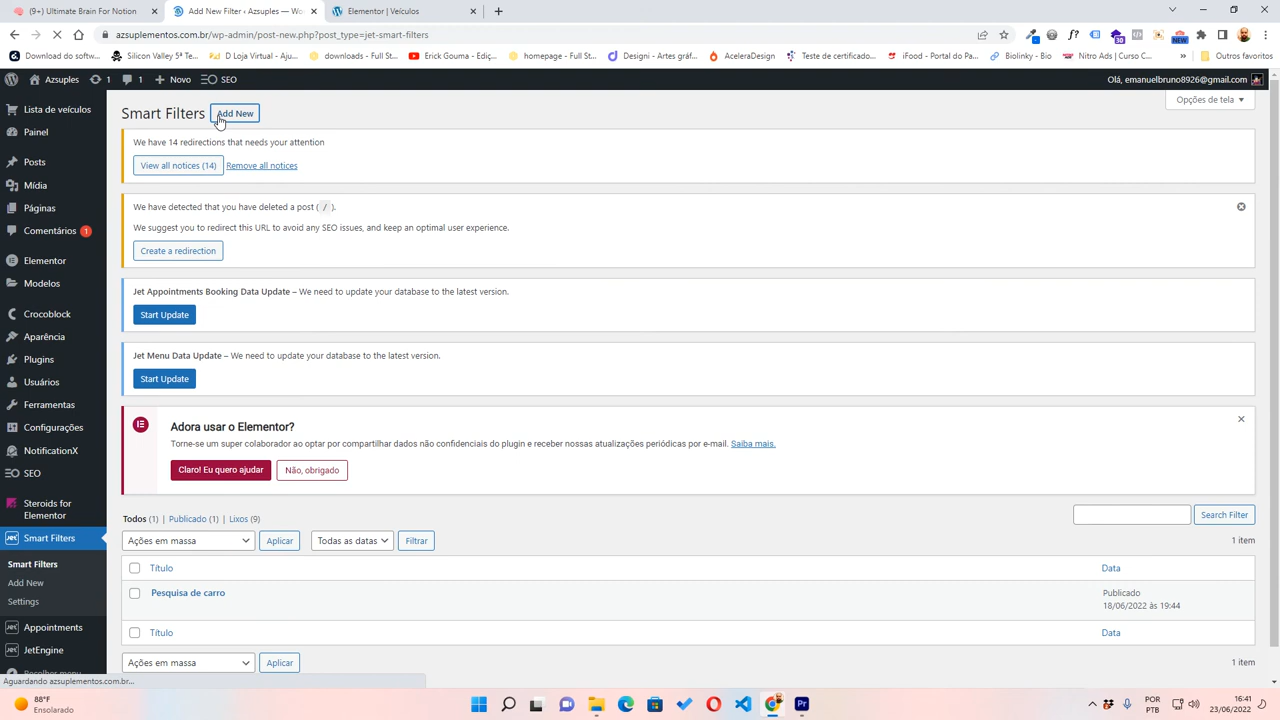 (9+) Ultimate Brain For Notion
Add New Filter ‹ Azsuples — Wo
Elementor | Veículos
azsuplementos.com.br/wp-admin/post-new.php?post_type=jet-smart-filters
Download do softw...
Silicon Valley 5ª Te...
D Loja Virtual - Aju...
downloads - Full St...
Erick Gouma - Ediç...
homepage - Full St...
Designi - Artes gráf...
AceleraDesign
Teste de certificado...
iFood - Painel do Cr...
Biolinky - Bio
Nitro Ads | Curso C...
Outros favoritos
Azsuples
1
1
Novo
SEO
Olá, emanuelbruno8926@gmail.com
Lista de veículos
Painel
Posts
Mídia
Páginas
Comentários 1
Elementor
Modelos
Crocoblock
Aparência
Plugins
Usuários
Ferramentas
Configurações
NotificationX
SEO
Steroids for
Elementor
Smart Filters
Smart Filters
Add New
Settings
Appointments
JetEngine
Recolher menu
Smart Filters
Add New
Opções de tela
We have 14 redirections that needs your attention
View all notices (14)
Remove all notices
We have detected that you have deleted a post ( / ).
We suggest you to redirect this URL to avoid any SEO issues, and keep an optimal user experience.
Create a redirection
Jet Appointments Booking Data Update – We need to update your database to the latest version.
Start Update
Jet Menu Data Update – We need to update your database to the latest version.
Start Update
Adora usar o Elementor?
Torne-se um super colaborador ao optar por compartilhar dados não confidenciais do plugin e receber nossas atualizações periódicas por e-mail. Saiba mais.
Claro! Eu quero ajudar
Não, obrigado
Todos (1) | Publicado (1) | Lixos (9)
Search Filter
Ações em massa
Aplicar
Todas as datas
Filtrar
1 item
Título
Data
Pesquisa de carro
Publicado
18/06/2022 às 19:44
Título
Data
Ações em massa
Aplicar
1 item
Aguardando azsuplementos.com.br...
88°F
Ensolarado
POR
PTB
16:41
23/06/2022